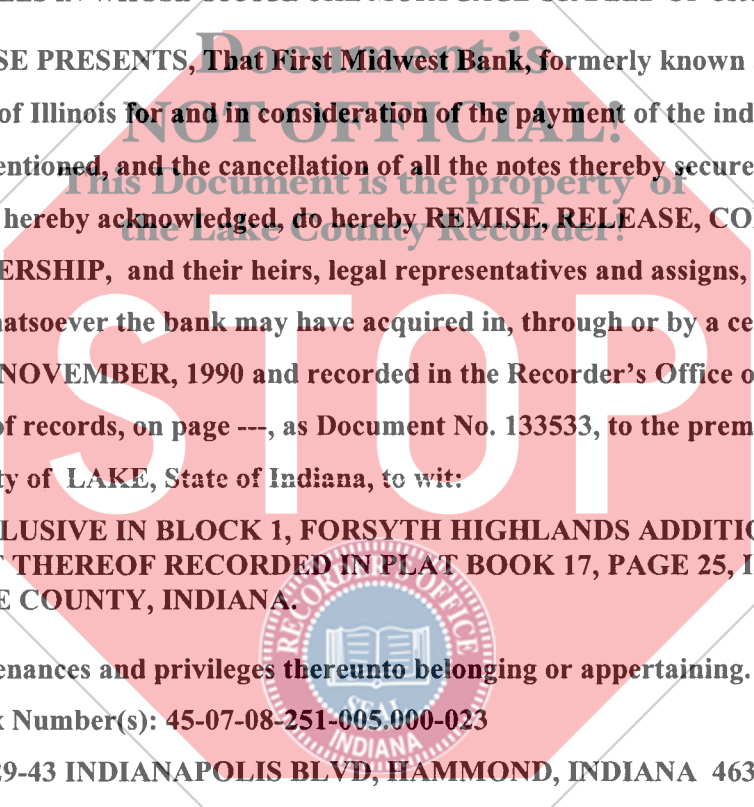 SE PRESENTS, That First Midwest Bank, formerly known
of Illinois for and in consideration of the payment of the ind
entioned, and the cancellation of all the notes thereby secure
hereby acknowledged, do hereby REMISE, RELEASE, CO
ERSHIP, and their heirs, legal representatives and assigns,
hatsoever the bank may have acquired in, through or by a ce
NOVEMBER, 1990 and recorded in the Recorder's Office o
of records, on page ---, as Document No. 133533, to the prem
ty of LAKE, State of Indiana, to wit:
LUSIVE IN BLOCK 1, FORSYTH HIGHLANDS ADDITIO
T THEREOF RECORDED IN PLAT BOOK 17, PAGE 25, I
E COUNTY, INDIANA.
enances and privileges thereunto belonging or appertaining.
x Number(s): 45-07-08-251-005.000-023
29-43 INDIANAPOLIS BLVD, HAMMOND, INDIANA 463
Document is
NOT OFFICIAL!
This Document is the property of
the Lake County Recorder!
STOP
RECORDER'S OFFICE
SEAL
INDIANA